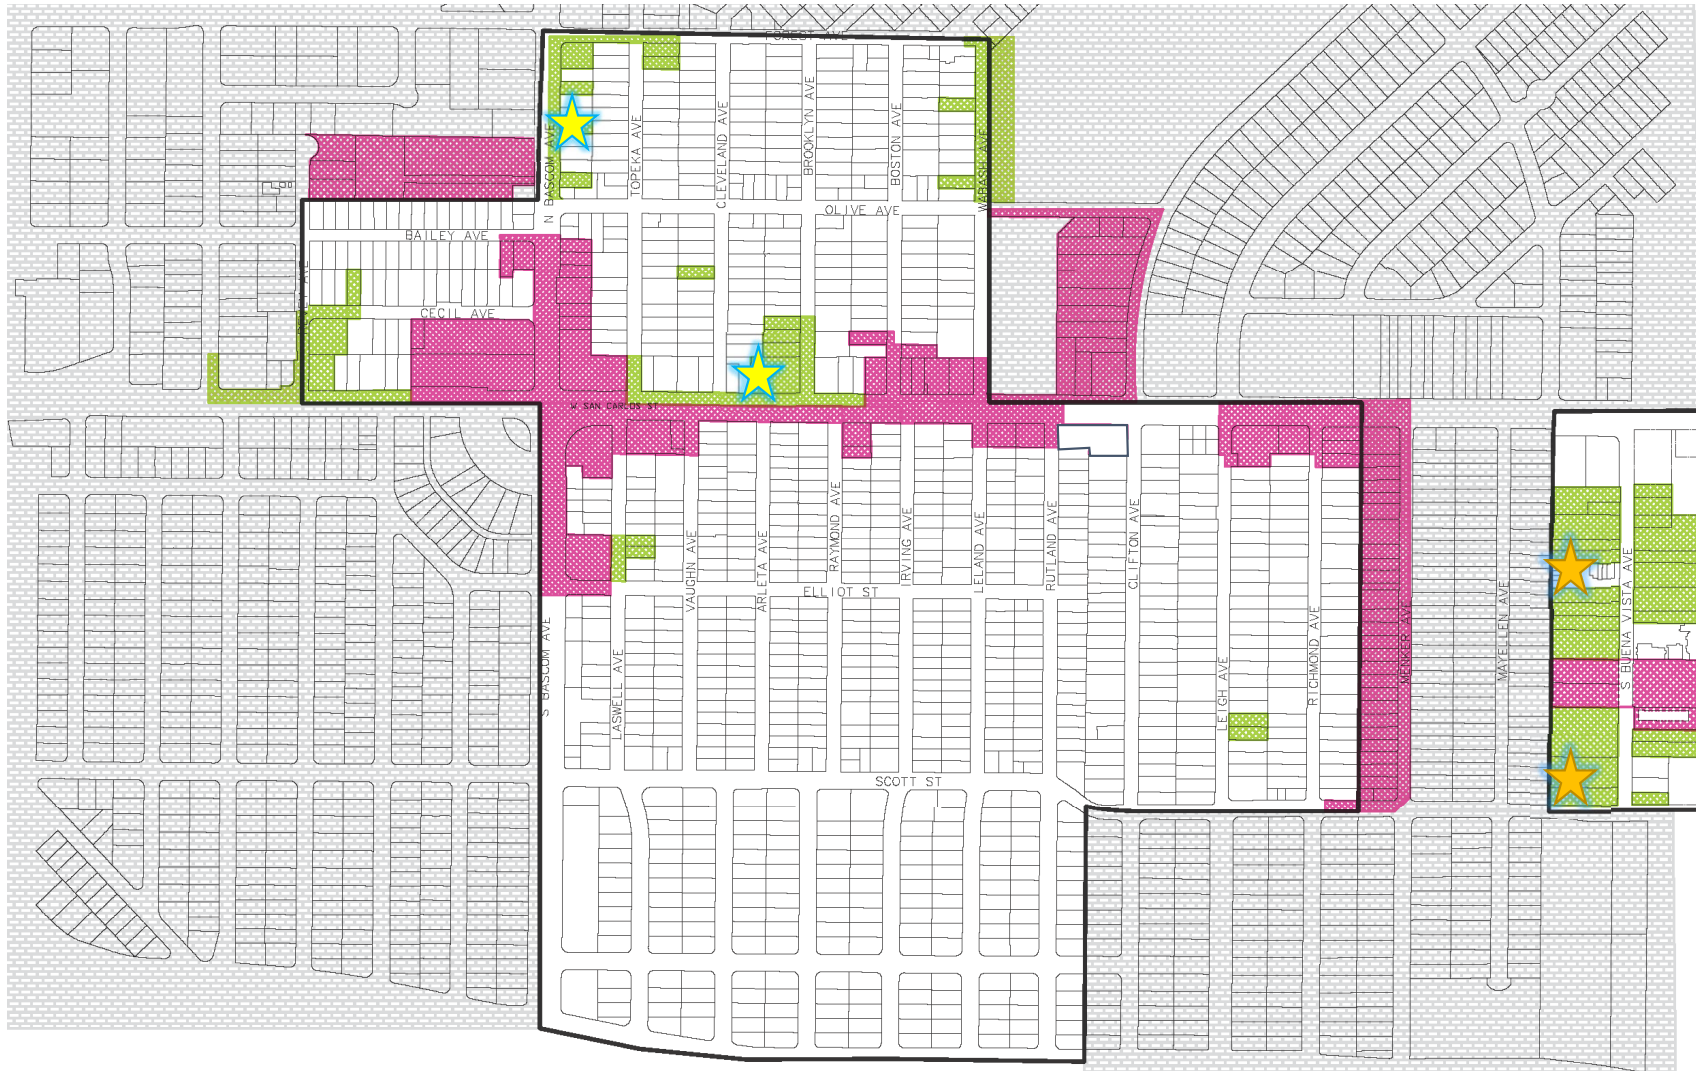 FOREST AVE
N BASCOM AVE
TOPEKA AVE
CLEVELAND AVE
BROOKLYN AVE
BOSTON AVE
WABASH AVE
OLIVE AVE
BAILEY AVE
CECIL AVE
W SAN CARLOS ST
VAUGHN AVE
ARLETA AVE
RAYMOND AVE
IRVING AVE
LELAND AVE
RUTLAND AVE
CLIFTON AVE
ELLIOT ST
S BASCOM AVE
LASWELL AVE
LEIGH AVE
RICHMOND AVE
MENKER AVE
MAYELLEN AVE
S BUENA VISTA AVE
SCOTT ST